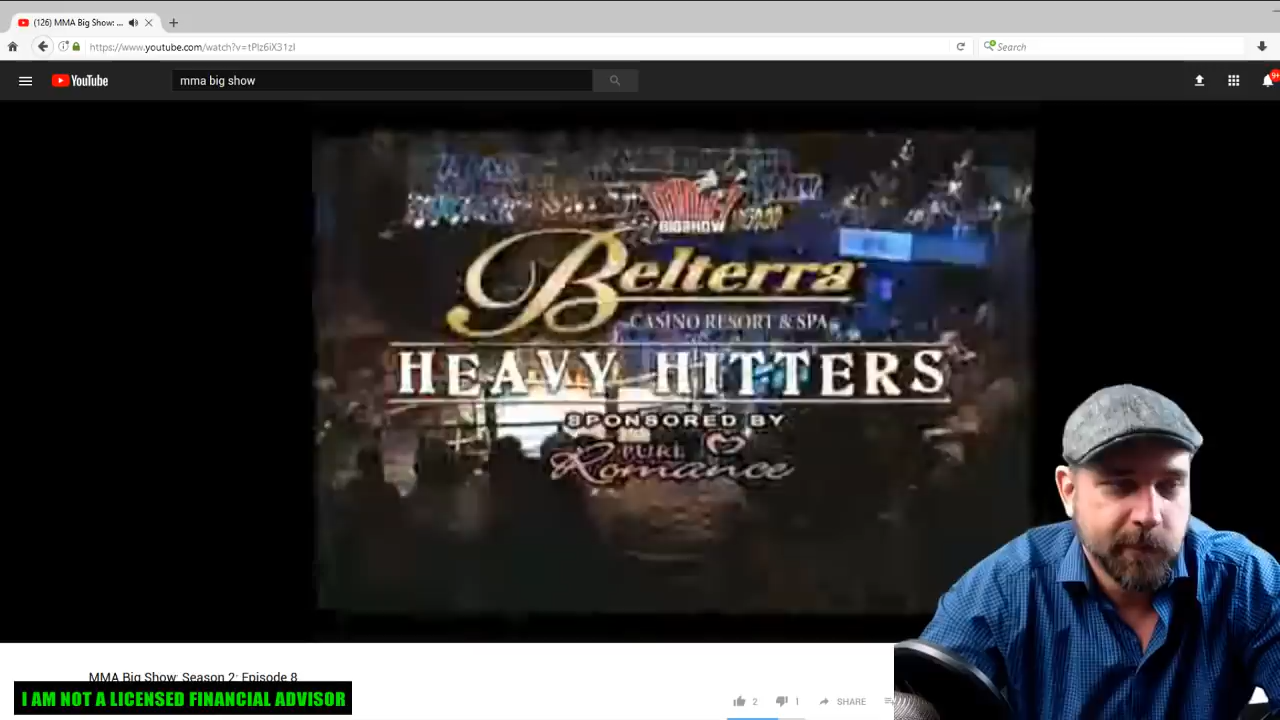 (126) MMA Big Show: ...
https://www.youtube.com/watch?v=tPlz6iX31zI
Search
YouTube
mma big show
9+
BIGSHOW
Belterra
CASINO RESORT & SPA
HEAVY HITTERS
SPONSORED BY
PURE
Romance
MMA Big Show: Season 2: Episode 8
I AM NOT A LICENSED FINANCIAL ADVISOR
2
1
SHARE